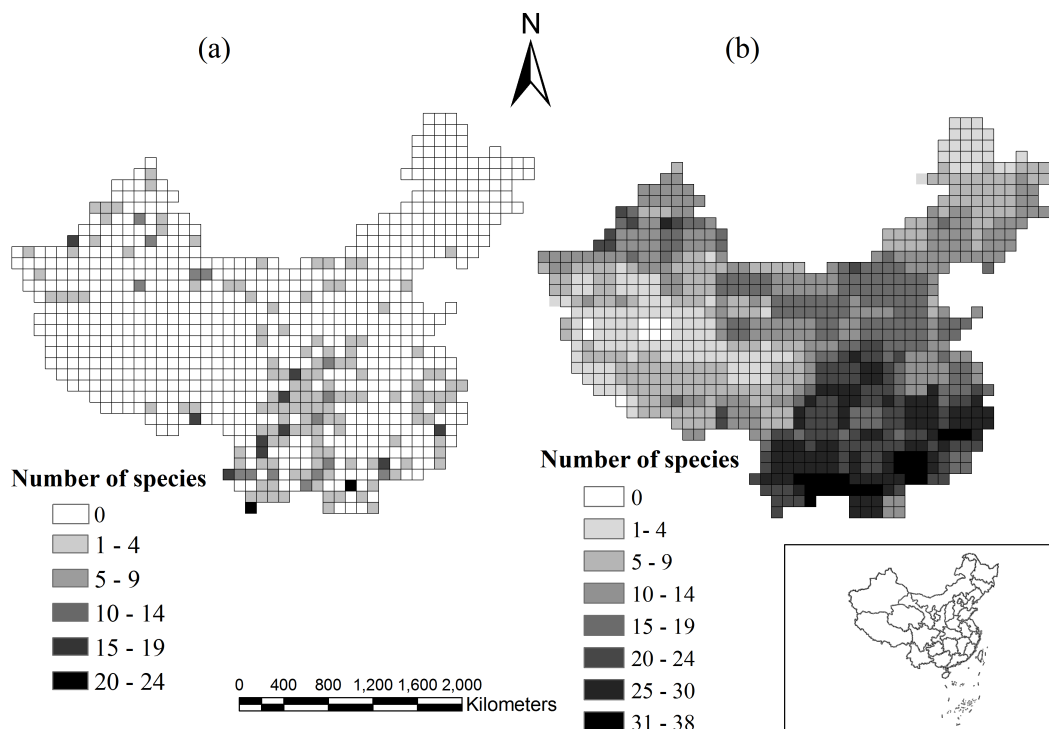 (a)
N
(b)
Number of species
0
1 - 4
5 - 9
10 - 14
15 - 19
20 - 24
0 400 800 1,200 1,600 2,000
Kilometers
Number of species
0
1- 4
5 - 9
10 - 14
15 - 19
20 - 24
25 - 30
31 - 38